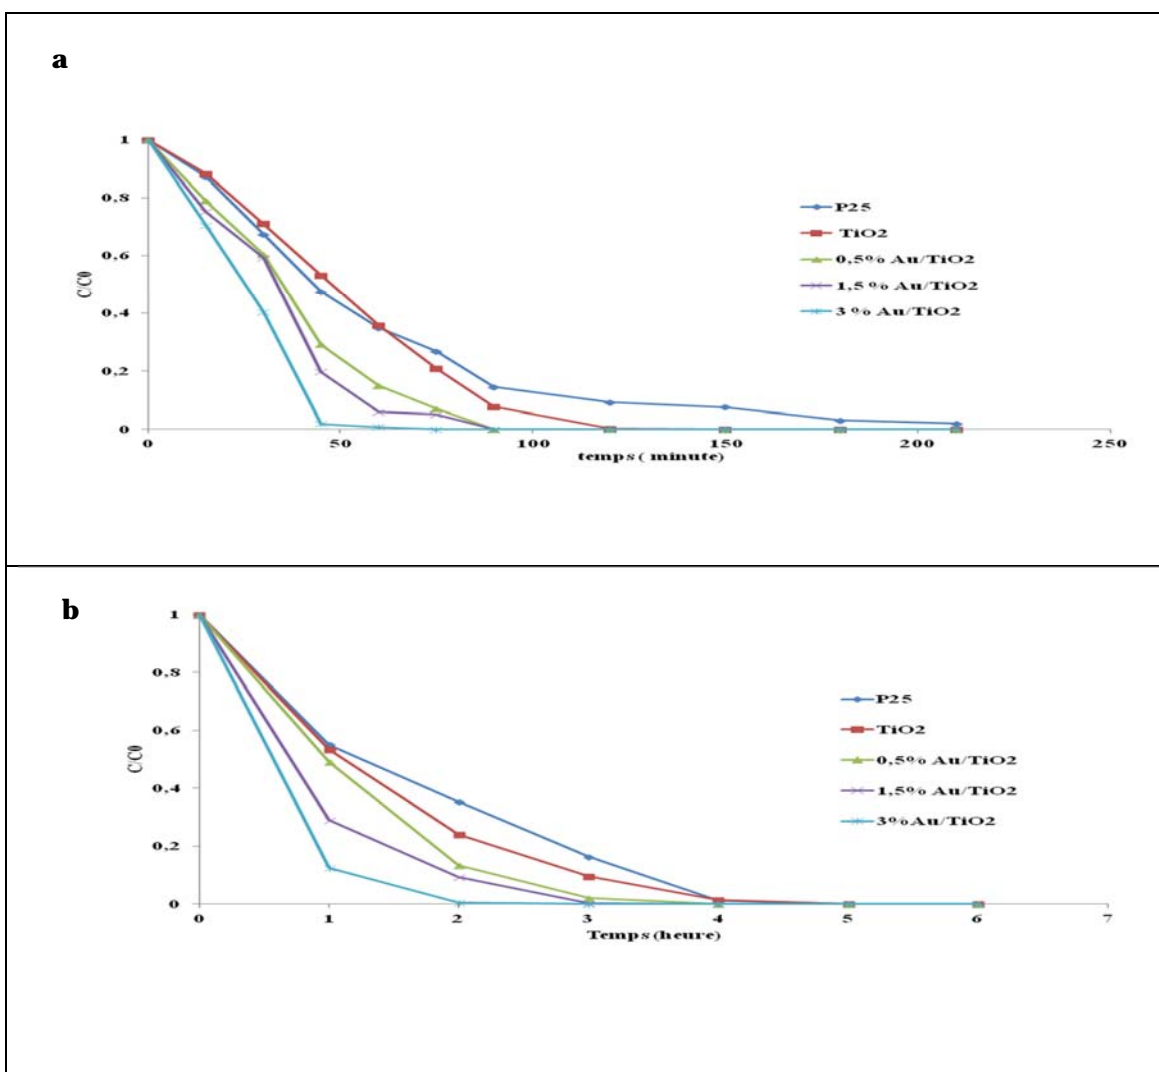 a
1
0,8
0,6
0,4
0,2
0
C/C0
0 50 100 150 200 250
temps ( minute)
P25
TiO2
0,5% Au/TiO2
1,5 % Au/TiO2
3 % Au/TiO2
b
1
0,8
0,6
0,4
0,2
0
C/C0
0 1 2 3 4 5 6 7
Temps (heure)
P25
TiO2
0,5% Au/TiO2
1,5% Au/TiO2
3%Au/TiO2